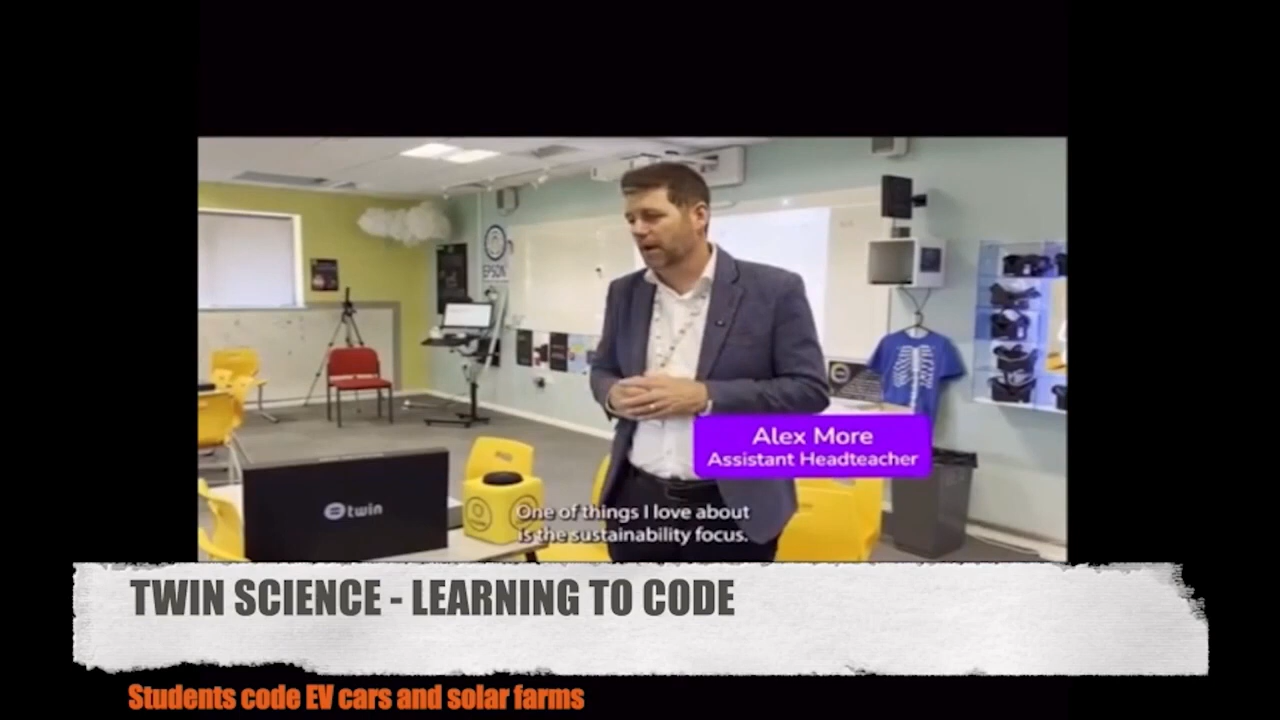 EPSON
Alex More
Assistant Headteacher
twin
One of things I love about
is the sustainability focus.
TWIN SCIENCE - LEARNING TO CODE
Students code EV cars and solar farms